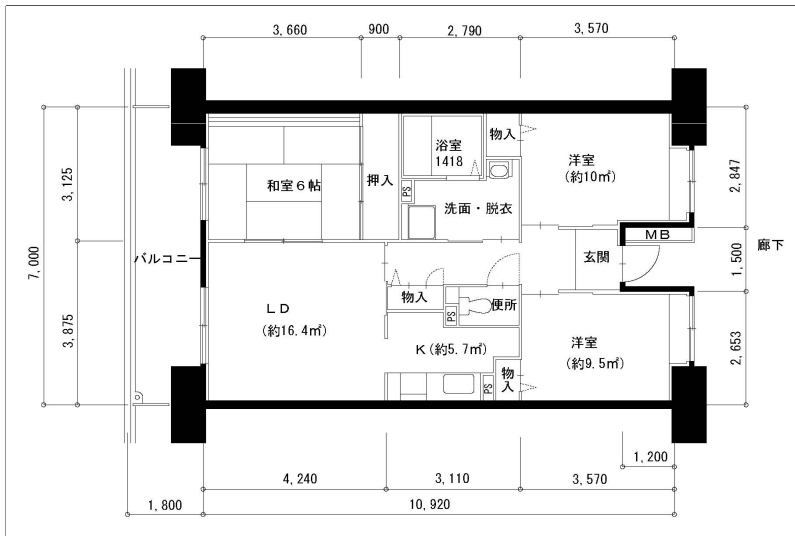 3,660
900
2,790
3,570
浴室
1418
物入
洋室
(約10㎡)
和室6帖
押入
PS
洗面・脱衣
3,125
2,847
7,000
バルコニー
MB
玄関
廊下
1,500
LD
(約16.4㎡)
物入
便所
PS
3,875
K(約5.7㎡)
洋室
(約9.5㎡)
2,653
物入
PS
1,200
4,240
3,110
3,570
1,800
10,920